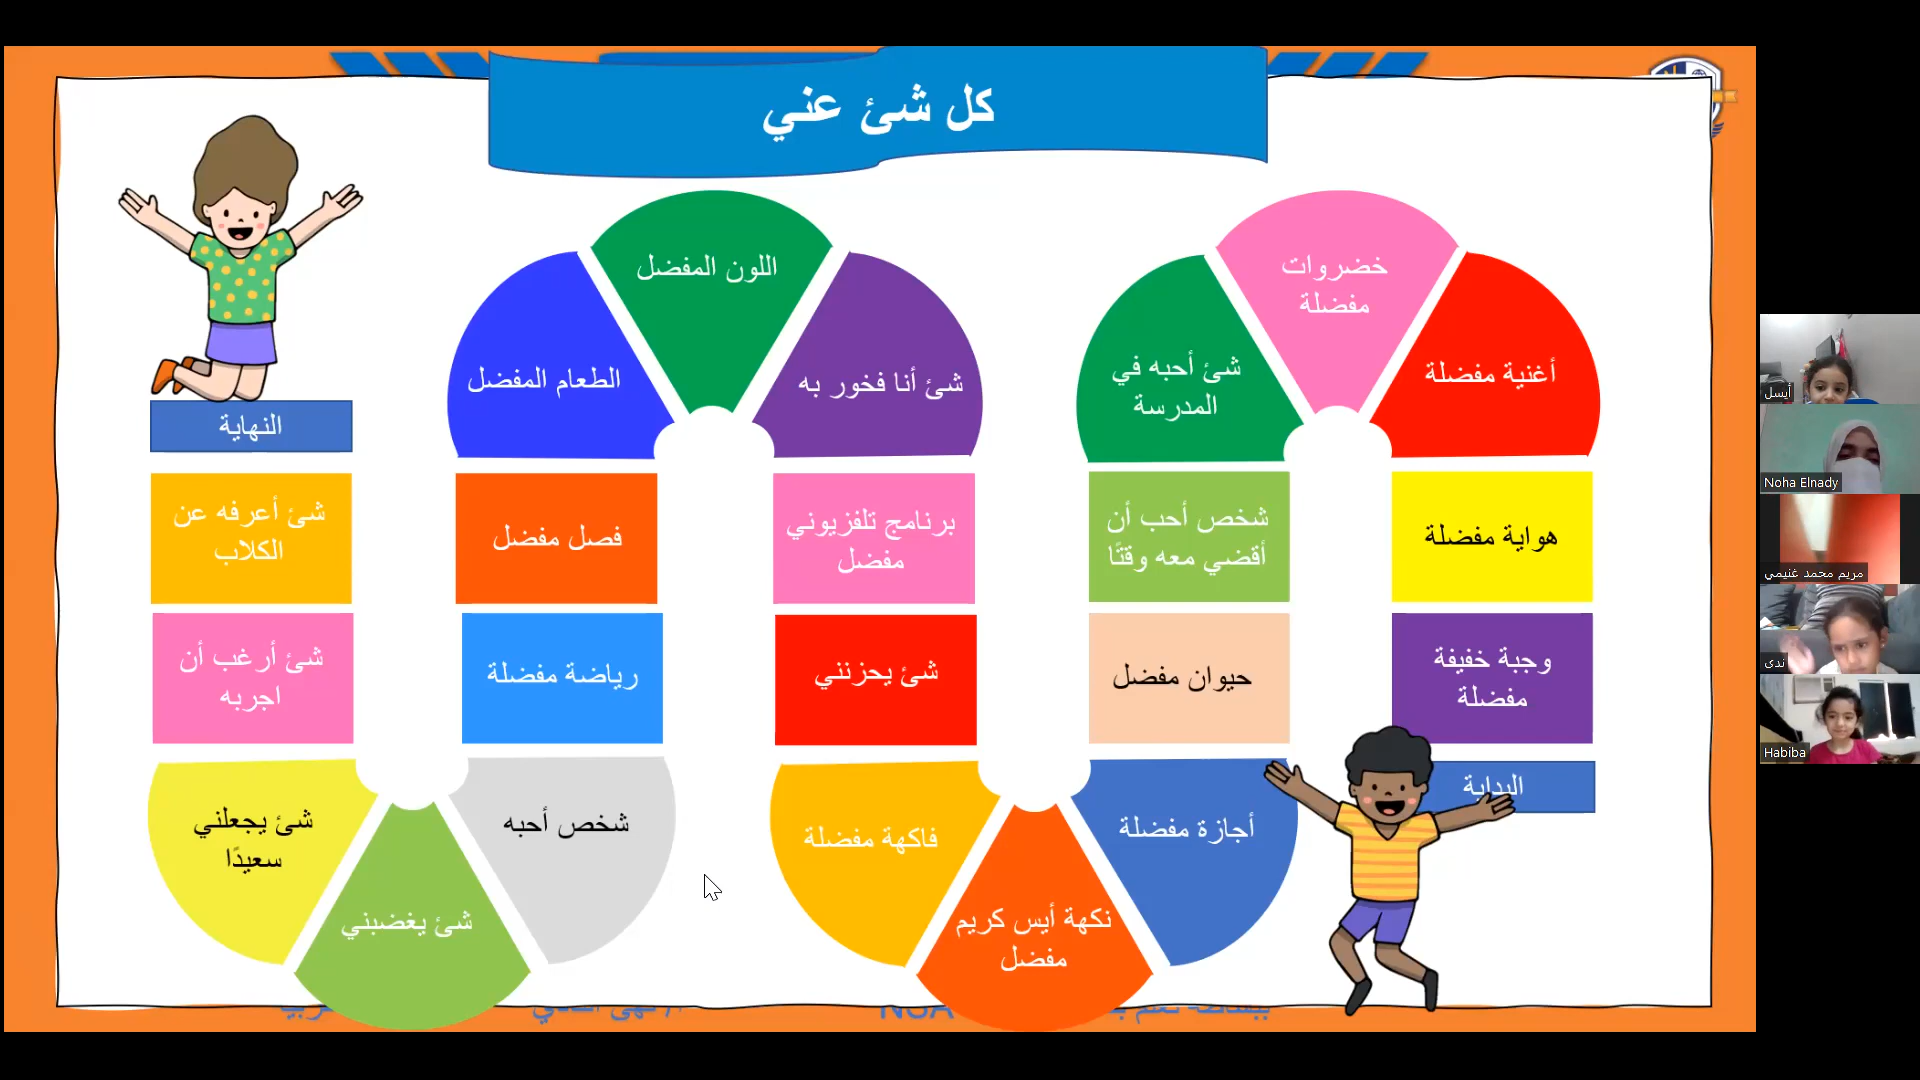 كل شئ عني
خضروات
مفضلة
أغنية مفضلة
شئ أحبه في
المدرسة
اللون المفضل
شئ أنا فخور به
الطعام المفضل
النهاية
هواية مفضلة
شخص أحب أن
أقضي معه وقتًا
برنامج تلفزيوني
مفضل
فصل مفضل
شئ أعرفه عن
الكلاب
وجبة خفيفة
مفضلة
حيوان مفضل
شئ يحزنني
رياضة مفضلة
شئ أرغب أن
اجربه
البداية
أجازة مفضلة
نكهة أيس كريم
مفضل
فاكهة مفضلة
شخص أحبه
شئ يغضبني
شئ يجعلني
سعيدًا
NGA
أيسل
Noha Elnady
مريم محمد غنيمي
ندى
Habiba